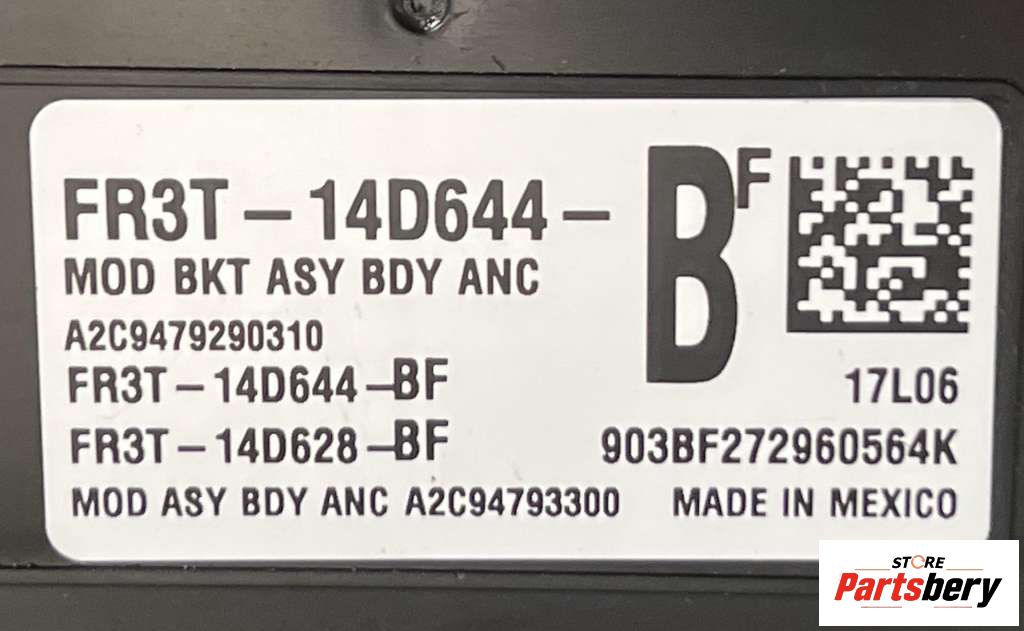 FR3T-14D644-BF
MOD BKT ASY BDY ANC
A2C9479290310
FR3T-14D644-BF
17L06
FR3T-14D628-BF
903BF272960564K
MOD ASY BDY ANC A2C94793300
MADE IN MEXICO
STORE
Partsbery